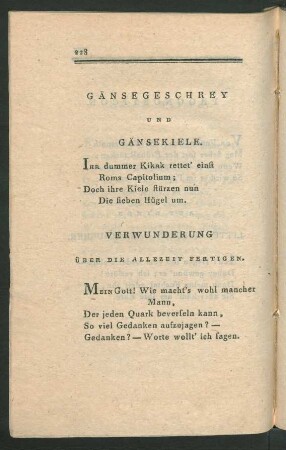 218
GÄNSEGESCHREY
UND
GÄNSEKIELE.
IHR dummer Kikak rettet' einſt
Roms Capitolium;
Doch ihre Kiele ſtürzen nun
Die ſieben Hügel um.
VERWUNDERUNG
ÜBER DIE ALLEZEIT FERTIGEN.
MEIN Gott! Wie macht's wohl mancher
Mann,
Der jeden Quark beverſeln kann,
So viel Gedanken aufzujagen? —
Gedanken? — Worte wollt' ich ſagen.